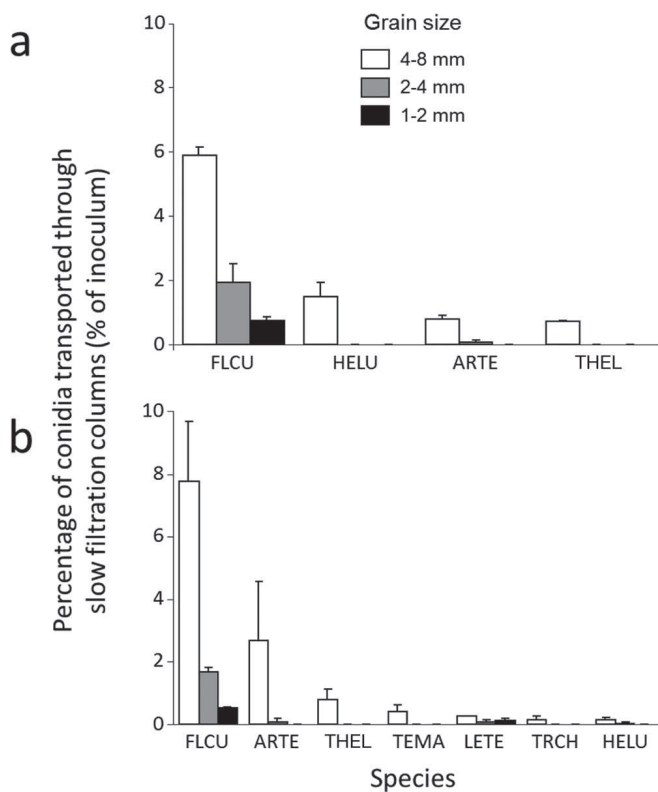 a
Grain size
4-8 mm
2-4 mm
1-2 mm
10
8
6
4
2
0
FLCU HELU ARTE THEL
Percentage of conidia transported through
slow filtration columns (% of inoculum)
b
10
8
6
4
2
0
FLCU ARTE THEL TEMA LETE TRCH HELU
Species